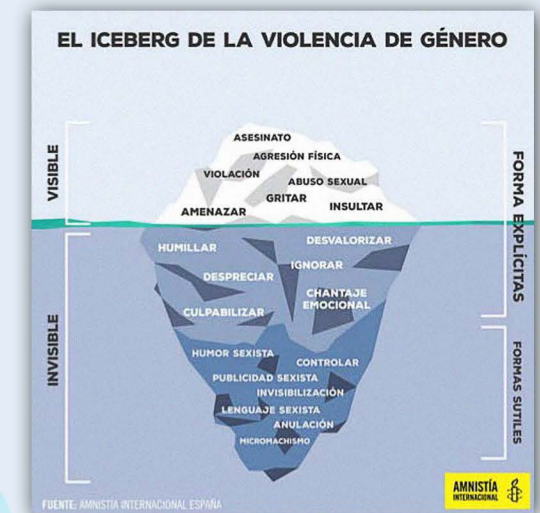 EL ICEBERG DE LA VIOLENCIA DE GÉNERO
VISIBLE
ASESINATO
AGRESIÓN FÍSICA
VIOLACIÓN
ABUSO SEXUAL
GRITAR
INSULTAR
AMENAZAR
FORMA EXPLÍCITAS
INVISIBLE
HUMILLAR
DESVALORIZAR
IGNORAR
DESPRECIAR
CHANTAJE
EMOCIONAL
CULPABILIZAR
HUMOR SEXISTA
CONTROLAR
PUBLICIDAD SEXISTA
INVISIBILIZACIÓN
LENGUAJE SEXISTA
ANULACIÓN
MICROMACHISMO
FORMAS SUTILES
AMNISTÍA
INTERNACIONAL
FUENTE: AMNISTIA INTERNACIONAL ESPAÑA